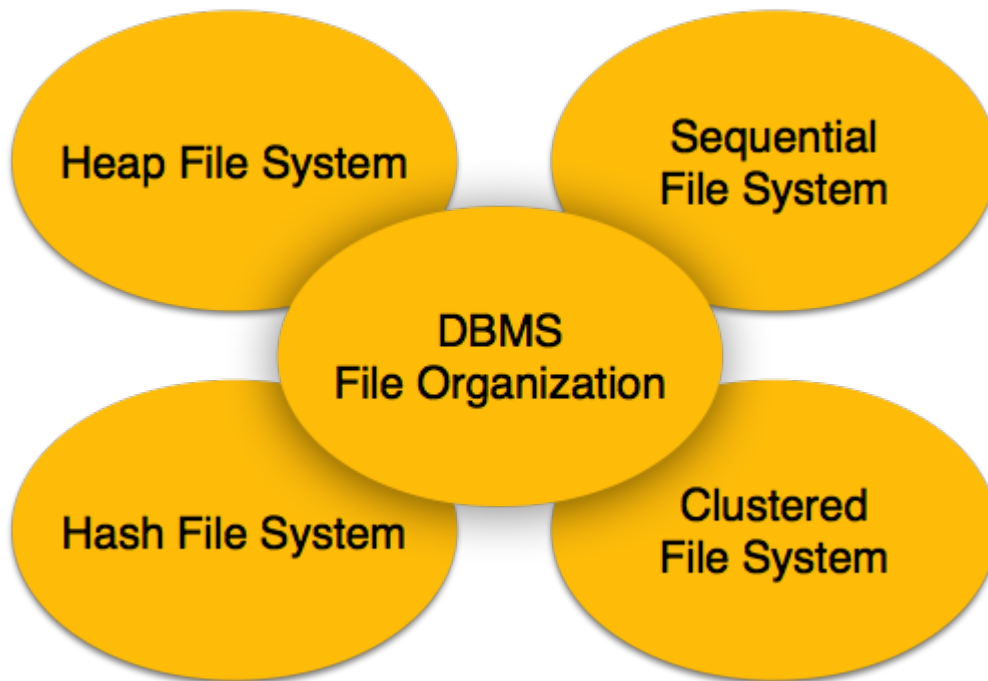 Heap File System
Sequential
File System
DBMS
File Organization
Hash File System
Clustered
File System